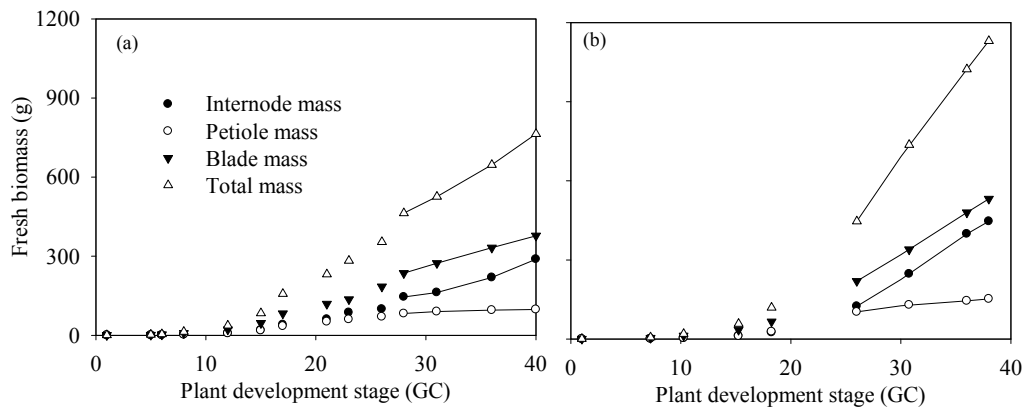 1200
900
600
300
0
Fresh biomass (g)
(a)
Internode mass
Petiole mass
Blade mass
Total mass
0 10 20 30 40
Plant development stage (GC)
(b)
0 10 20 30 40
Plant development stage (GC)